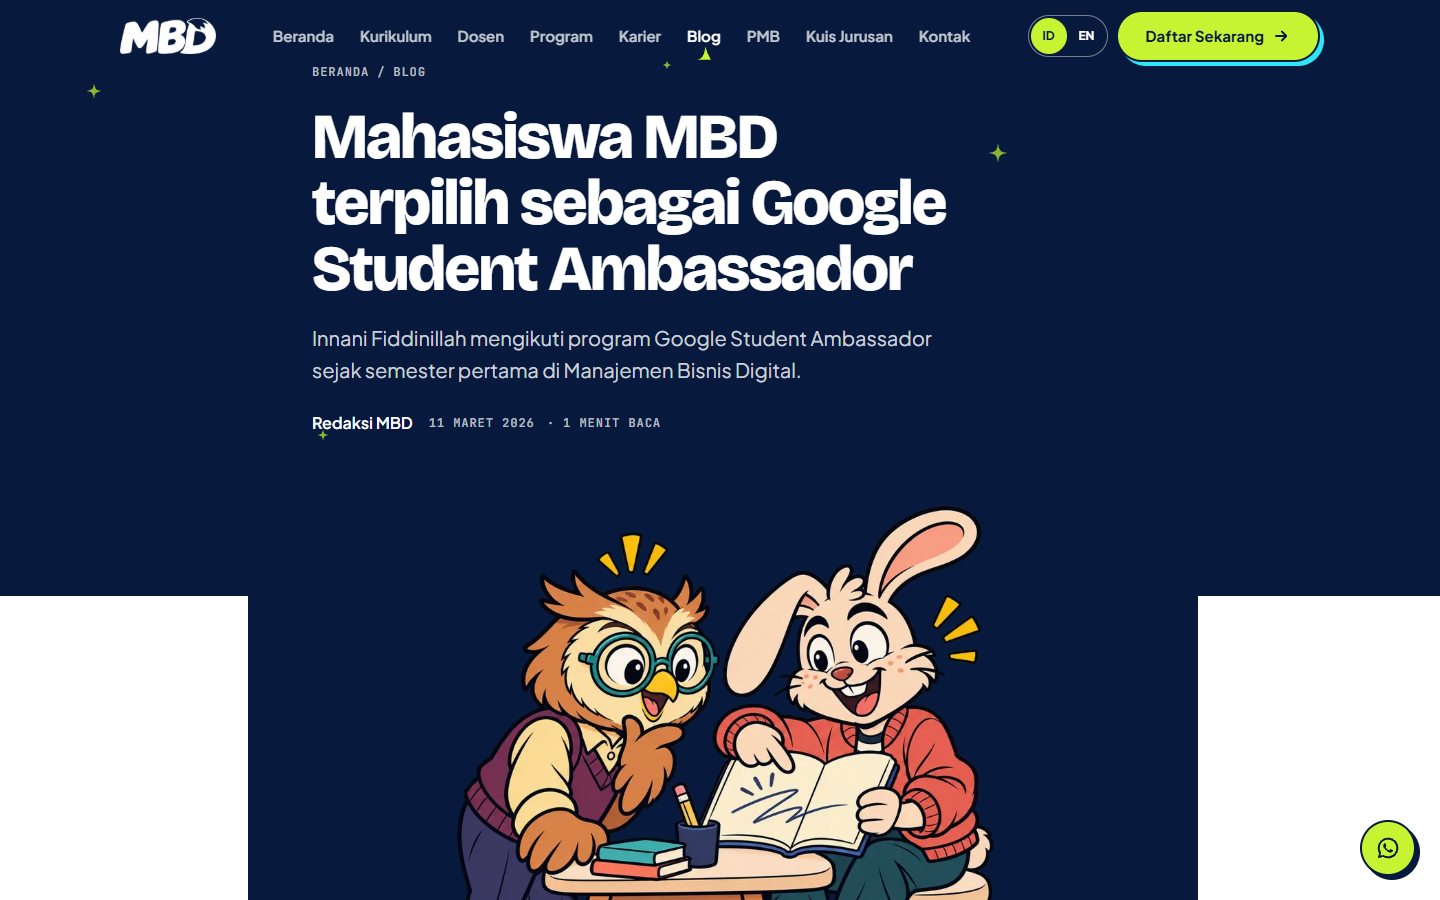 MBD
Beranda Kurikulum Dosen Program Karier Blog PMB Kuis Jurusan Kontak
ID EN
Daftar Sekarang
BERANDA / BLOG
Mahasiswa MBD
terpilih sebagai Google
Student Ambassador
Innani Fiddinillah mengikuti program Google Student Ambassador
sejak semester pertama di Manajemen Bisnis Digital.
Redaksi MBD 11 MARET 2026 · 1 MENIT BACA